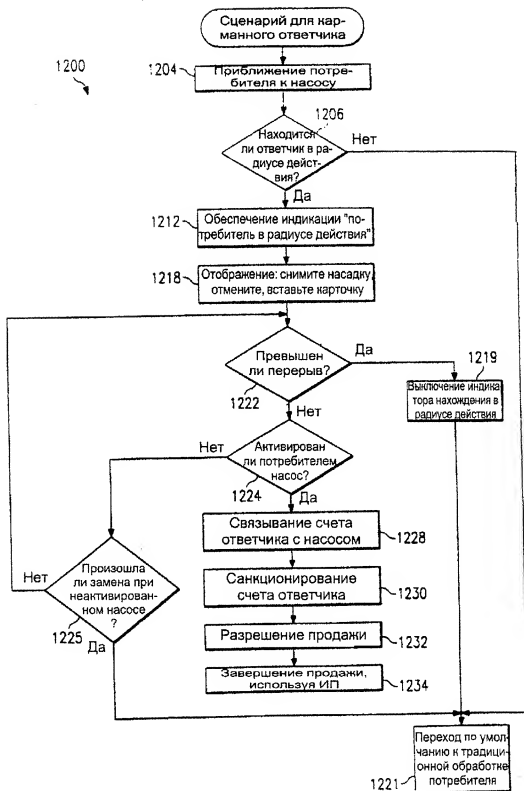 Сценарий для кар-
манного ответчика
1200
1204
Приближение потре-
бителя к насосу
1206
Находится
ли ответчик в ра-
диусе дейст-
вия?
Нет
Да
1212
Обеспечение индикации "по-
требитель в радиусе действия"
1218
Отображение: снимите насадку,
отмените, вставьте карточку
Превышен
ли перерыв?
1222
Да
1219
Выключение индика
тора нахождения в
радиусе действия
Нет
Активирован
ли потребителем
насос?
1224
Нет
Да
Связывание счета
ответчика с насосом
1228
Санкционирование
счета ответчика
1230
Разрешение продажи
1232
Завершение продажи,
используя ИП
1234
Произошла
ли замена при
неактивирован-
ном насосе
?
1225
Нет
Да
Переход по умол-
чанию к традици-
онной обработке
потребителя
1221